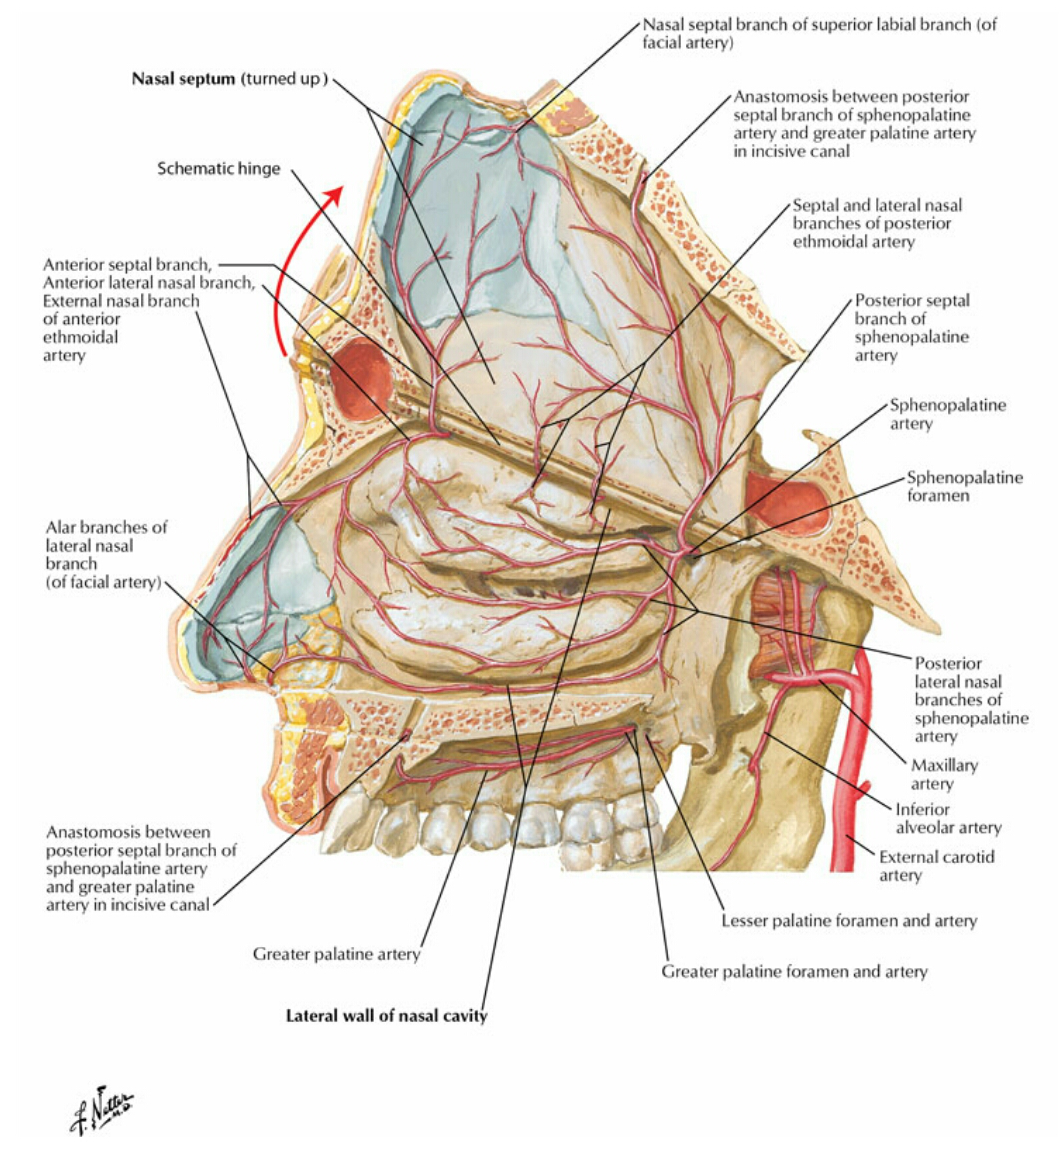 Nasal septal branch of superior labial branch (of
facial artery)
Nasal septum (turned up)
Anastomosis between posterior
septal branch of sphenopalatine
artery and greater palatine artery
in incisive canal
Schematic hinge
Septal and lateral nasal
branches of posterior
ethmoidal artery
Anterior septal branch,
Anterior lateral nasal branch,
External nasal branch
of anterior
ethmoidal
artery
Posterior septal
branch of
sphenopalatine
artery
Sphenopalatine
artery
Sphenopalatine
foramen
Alar branches of
lateral nasal
branch
(of facial artery)
Posterior
lateral nasal
branches of
sphenopalatine
artery
Maxillary
artery
Inferior
alveolar artery
External carotid
artery
Anastomosis between
posterior septal branch of
sphenopalatine artery
and greater palatine
artery in incisive canal
Lesser palatine foramen and artery
Greater palatine artery
Greater palatine foramen and artery
Lateral wall of nasal cavity
F. Netter
M.D.